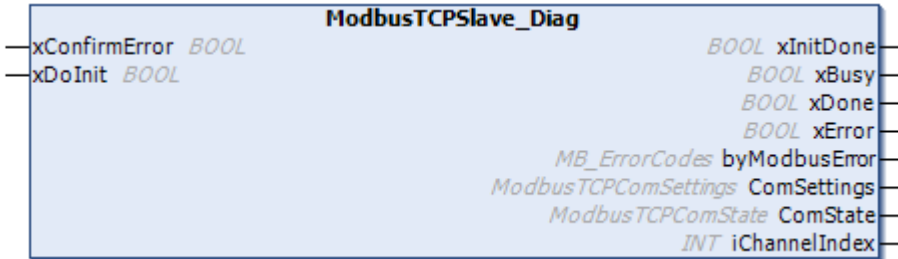 ModbusTCPSlave_Diag
xConfirmError BOOL
BOOL xInitDone
xDoInit BOOL
BOOL xBusy
BOOL xDone
BOOL xError
MB_ErrorCodes byModbusError
ModbusTCPComSettings ComSettings
ModbusTCPComState ComState
INT iChannelIndex